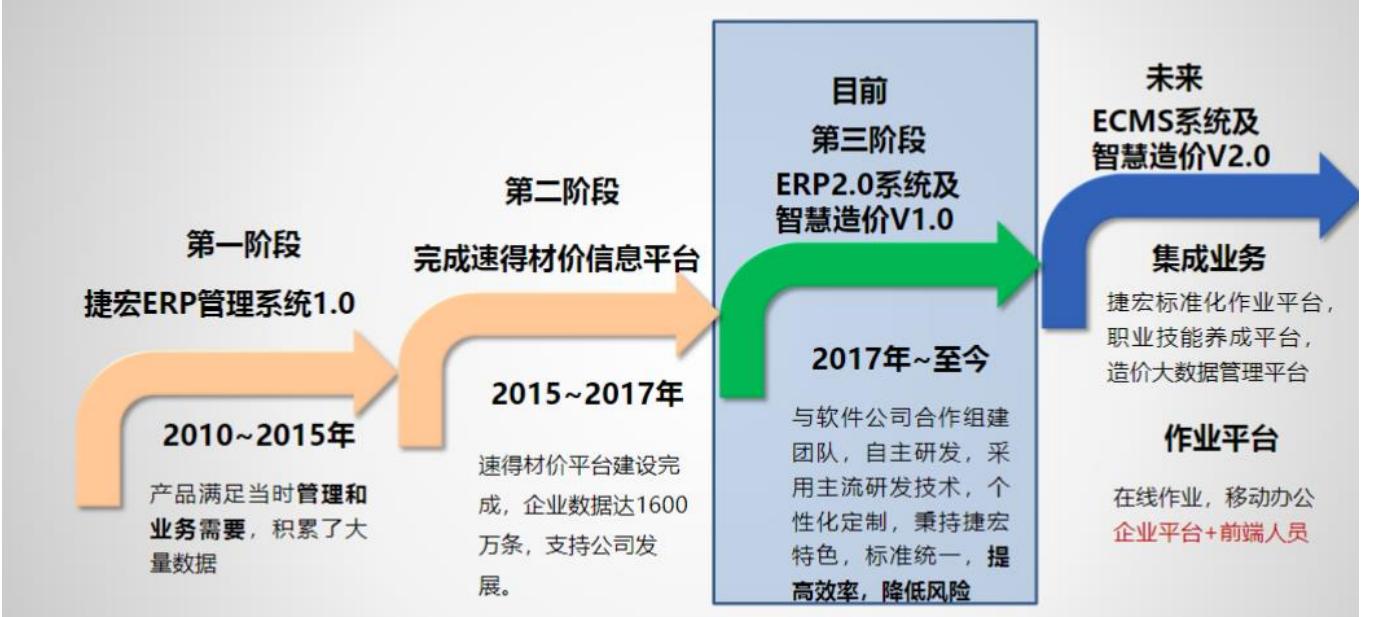 第一阶段
捷宏ERP管理系统1.0
2010~2015年
产品满足当时管理和
业务需要，积累了大
量数据
第二阶段
完成速得材价信息平台
2015~2017年
速得材价平台建设完
成，企业数据达1600
万条，支持公司发
展。
目前
第三阶段
ERP2.0系统及
智慧造价V1.0
2017年~至今
与软件公司合作组建
团队，自主研发，采
用主流研发技术，个
性化定制，秉持捷宏
特色，标准统一，提
高效率，降低风险
未来
ECMS系统及
智慧造价V2.0
集成业务
捷宏标准化作业平台，
职业技能养成平台，
造价大数据管理平台
作业平台
在线作业，移动办公
企业平台+前端人员